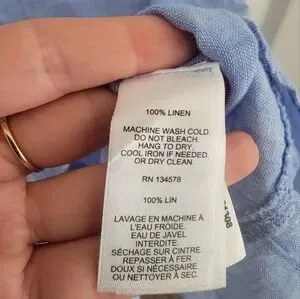 100% LINEN
MACHINE WASH COLD.
DO NOT BLEACH.
HANG TO DRY.
COOL IRON IF NEEDED.
OR DRY CLEAN.
RN 134578
100% LIN
LAVAGE EN MACHINE À
L'EAU FROIDE.
EAU DE JAVEL
INTERDITE.
SÉCHAGE SUR CINTRE.
REPASSER À FER
DOUX SI NÉCESSAIRE.
OU NETTOYER À SEC.